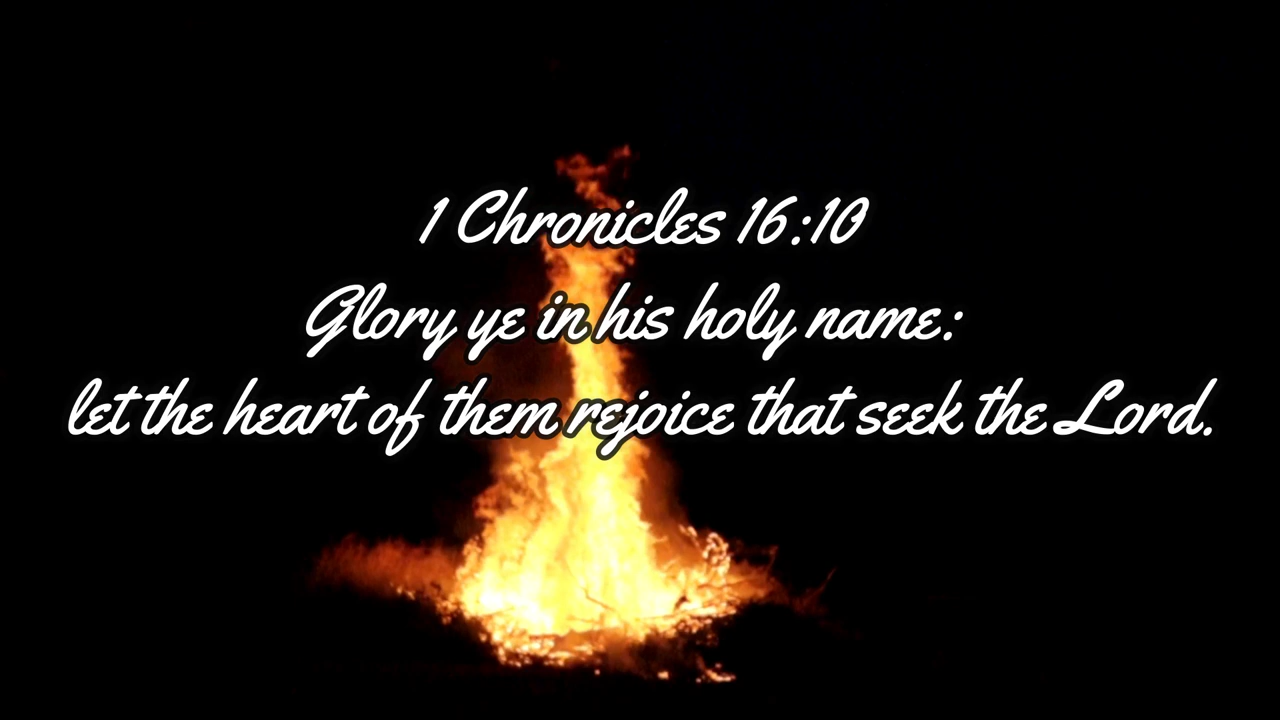 1 Chronicles 16:10
Glory ye in his holy name:
let the heart of them rejoice that seek the Lord.